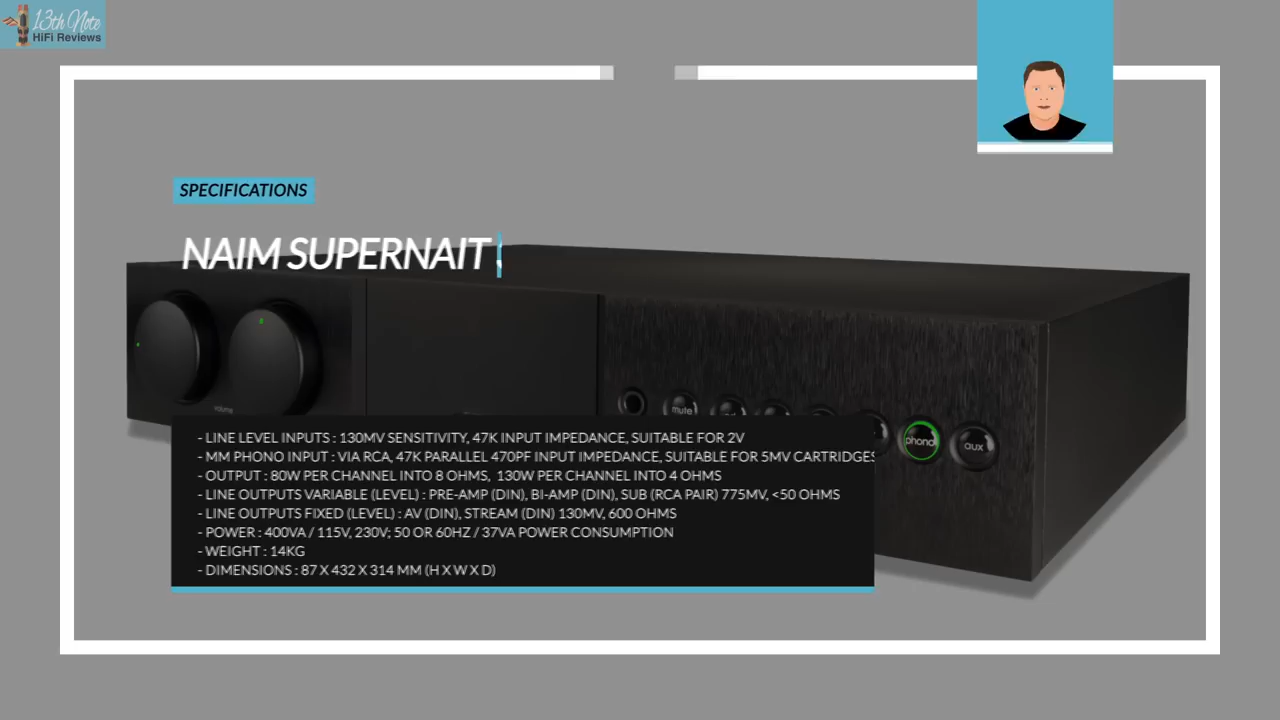 13th Note
HiFi Reviews
SPECIFICATIONS
NAIM SUPERNAIT
volume
mute
phono
aux
- LINE LEVEL INPUTS : 130MV SENSITIVITY, 47K INPUT IMPEDANCE, SUITABLE FOR 2V
- MM PHONO INPUT : VIA RCA, 47K PARALLEL 470PF INPUT IMPEDANCE, SUITABLE FOR 5MV CARTRIDGES
- OUTPUT : 80W PER CHANNEL INTO 8 OHMS, 130W PER CHANNEL INTO 4 OHMS
- LINE OUTPUTS VARIABLE (LEVEL) : PRE-AMP (DIN), BI-AMP (DIN), SUB (RCA PAIR) 775MV, <50 OHMS
- LINE OUTPUTS FIXED (LEVEL) : AV (DIN), STREAM (DIN) 130MV, 600 OHMS
- POWER : 400VA / 115V, 230V; 50 OR 60HZ / 37VA POWER CONSUMPTION
- WEIGHT : 14KG
- DIMENSIONS : 87 X 432 X 314 MM (H X W X D)